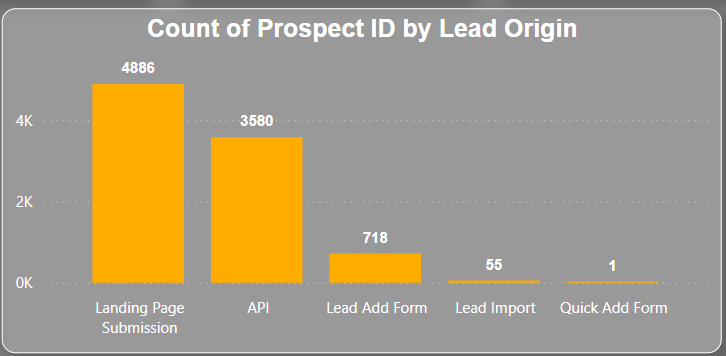 Count of Prospect ID by Lead Origin
4886
3580
718
55
1
4K
2K
0K
Landing Page
Submission
API
Lead Add Form
Lead Import
Quick Add Form